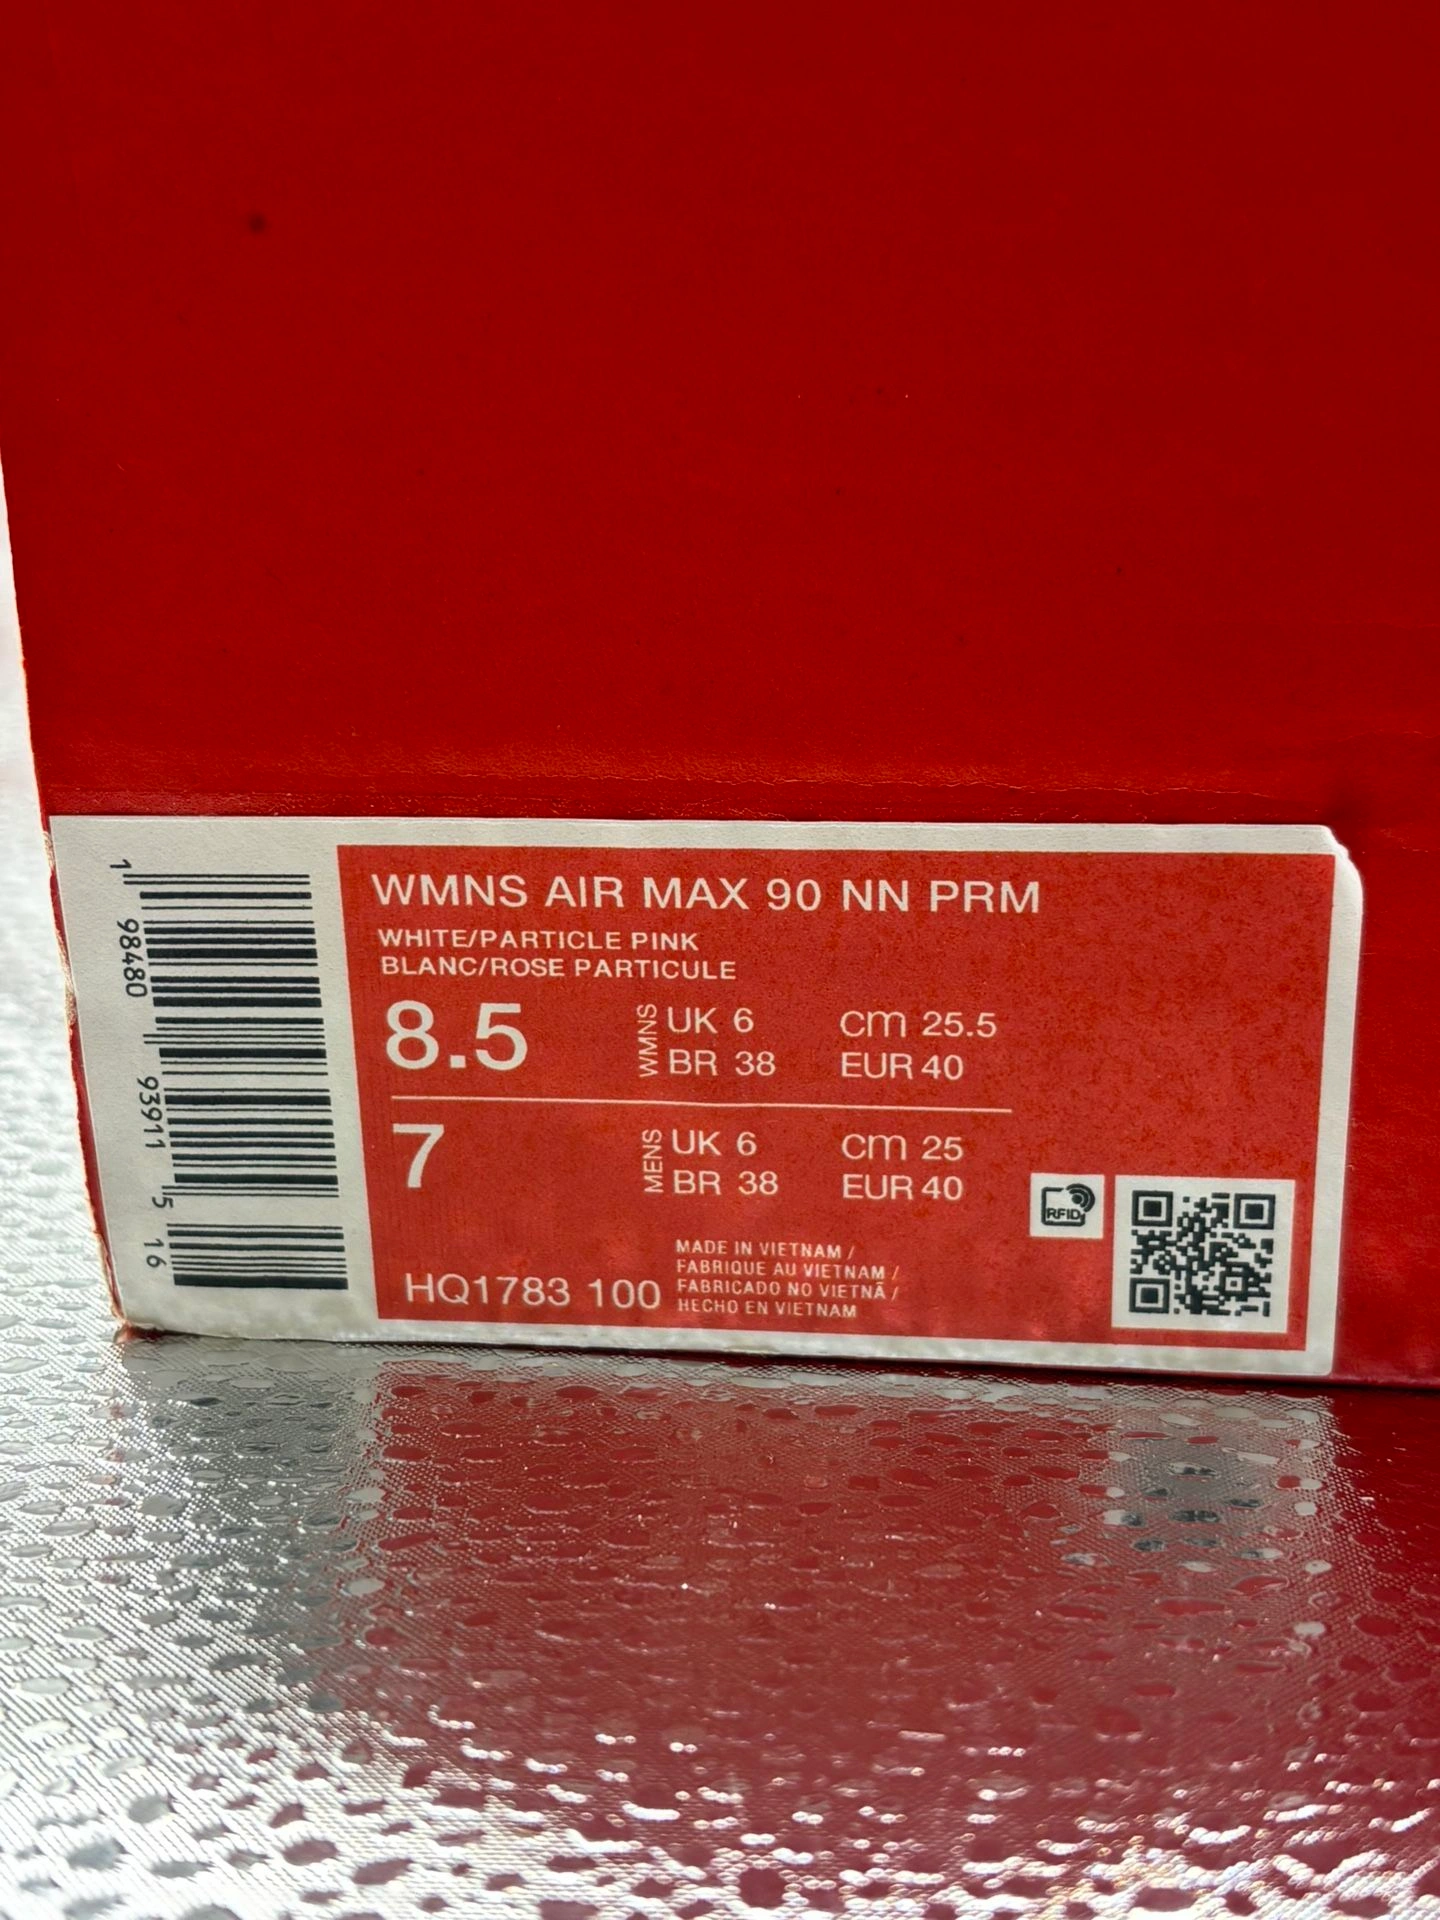 1 98480 93911 5 16
WMNS AIR MAX 90 NN PRM
WHITE/PARTICLE PINK
BLANC/ROSE PARTICULE
8.5 WMNS UK 6 cm 25.5
BR 38 EUR 40
7 MENS UK 6 cm 25
BR 38 EUR 40
RFID
MADE IN VIETNAM /
FABRIQUE AU VIETNAM /
FABRICADO NO VIETNÃ /
HECHO EN VIETNAM
HQ1783 100